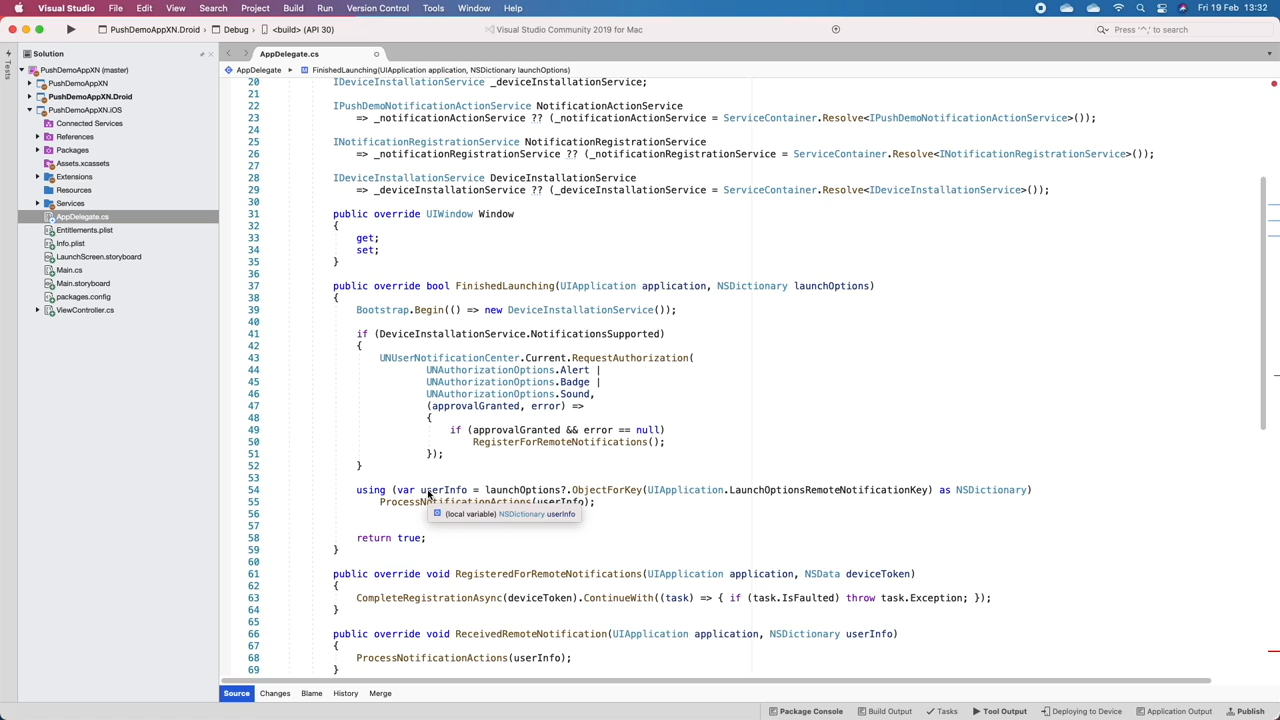 Visual Studio File Edit View Search Project Build Run Version Control Tools Window Help Fri 19 Feb 13:32
PushDemoAppXN.Droid › Debug › <build> (API 30) Visual Studio Community 2019 for Mac Press '⌃,' to search
Solution
AppDelegate.cs
Tests
PushDemoAppXN (master)
PushDemoAppXN
PushDemoAppXN.Droid
PushDemoAppXN.iOS
Connected Services
References
Packages
Assets.xcassets
Extensions
Resources
Services
AppDelegate.cs
Entitlements.plist
Info.plist
LaunchScreen.storyboard
Main.cs
Main.storyboard
packages.config
ViewController.cs
AppDelegate FinishedLaunching(UIApplication application, NSDictionary launchOptions)
20 IDeviceInstallationService _deviceInstallationService;
21
22 IPushDemoNotificationActionService NotificationActionService
23 => _notificationActionService ?? (_notificationActionService = ServiceContainer.Resolve<IPushDemoNotificationActionService>());
24
25 INotificationRegistrationService NotificationRegistrationService
26 => _notificationRegistrationService ?? (_notificationRegistrationService = ServiceContainer.Resolve<INotificationRegistrationService>());
27
28 IDeviceInstallationService DeviceInstallationService
29 => _deviceInstallationService ?? (_deviceInstallationService = ServiceContainer.Resolve<IDeviceInstallationService>());
30
31 public override UIWindow Window
32 {
33 get;
34 set;
35 }
36
37 public override bool FinishedLaunching(UIApplication application, NSDictionary launchOptions)
38 {
39 Bootstrap.Begin(() => new DeviceInstallationService());
40
41 if (DeviceInstallationService.NotificationsSupported)
42 {
43 UNUserNotificationCenter.Current.RequestAuthorization(
44 UNAuthorizationOptions.Alert |
45 UNAuthorizationOptions.Badge |
46 UNAuthorizationOptions.Sound,
47 (approvalGranted, error) =>
48 {
49 if (approvalGranted && error == null)
50 RegisterForRemoteNotifications();
51 });
52 }
53
54 using (var userInfo = launchOptions?.ObjectForKey(UIApplication.LaunchOptionsRemoteNotificationKey) as NSDictionary)
55 ProcessNotificationActions(userInfo);
56 (local variable) NSDictionary userInfo
57
58 return true;
59 }
60
61 public override void RegisteredForRemoteNotifications(UIApplication application, NSData deviceToken)
62 {
63 CompleteRegistrationAsync(deviceToken).ContinueWith((task) => { if (task.IsFaulted) throw task.Exception; });
64 }
65
66 public override void ReceivedRemoteNotification(UIApplication application, NSDictionary userInfo)
67 {
68 ProcessNotificationActions(userInfo);
69 }
Source Changes Blame History Merge
Package Console Build Output Tasks Tool Output Deploying to Device Application Output Publish